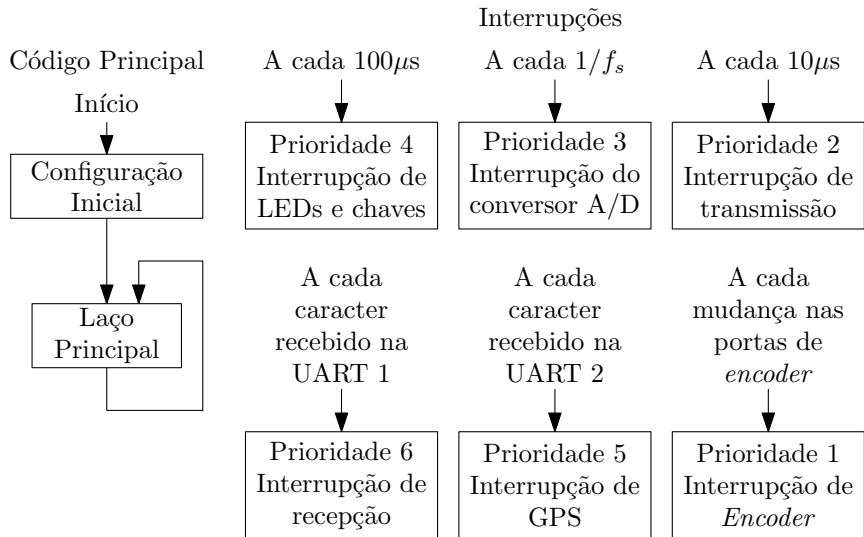 Interrupções
Código Principal
Início
Configuração
Inicial
Laço
Principal
A cada 100μs
Prioridade 4
Interrupção de
LEDs e chaves
A cada 1/fₛ
Prioridade 3
Interrupção do
conversor A/D
A cada 10μs
Prioridade 2
Interrupção de
transmissão
A cada
caracter
recebido na
UART 1
Prioridade 6
Interrupção de
recepção
A cada
caracter
recebido na
UART 2
Prioridade 5
Interrupção de
GPS
A cada
mudança nas
portas de
encoder
Prioridade 1
Interrupção de
Encoder